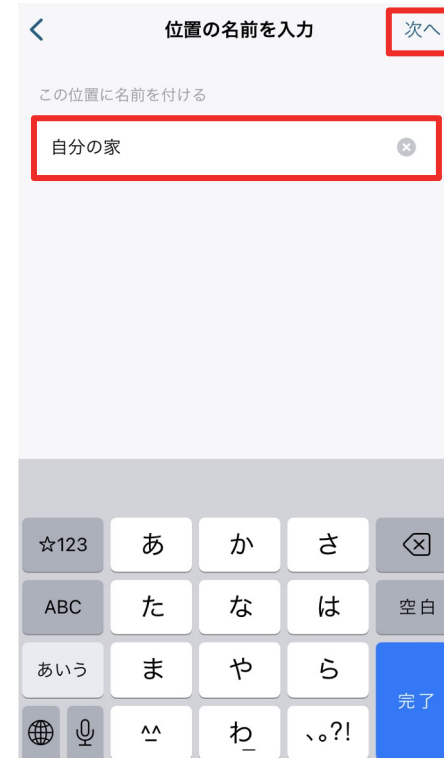 位置の名前を入力 次へ
この位置に名前を付ける
自分の家
☆123 あ か さ
ABC た な は 空白
あいう ま や ら 完了
^^ わ_ 、。?!